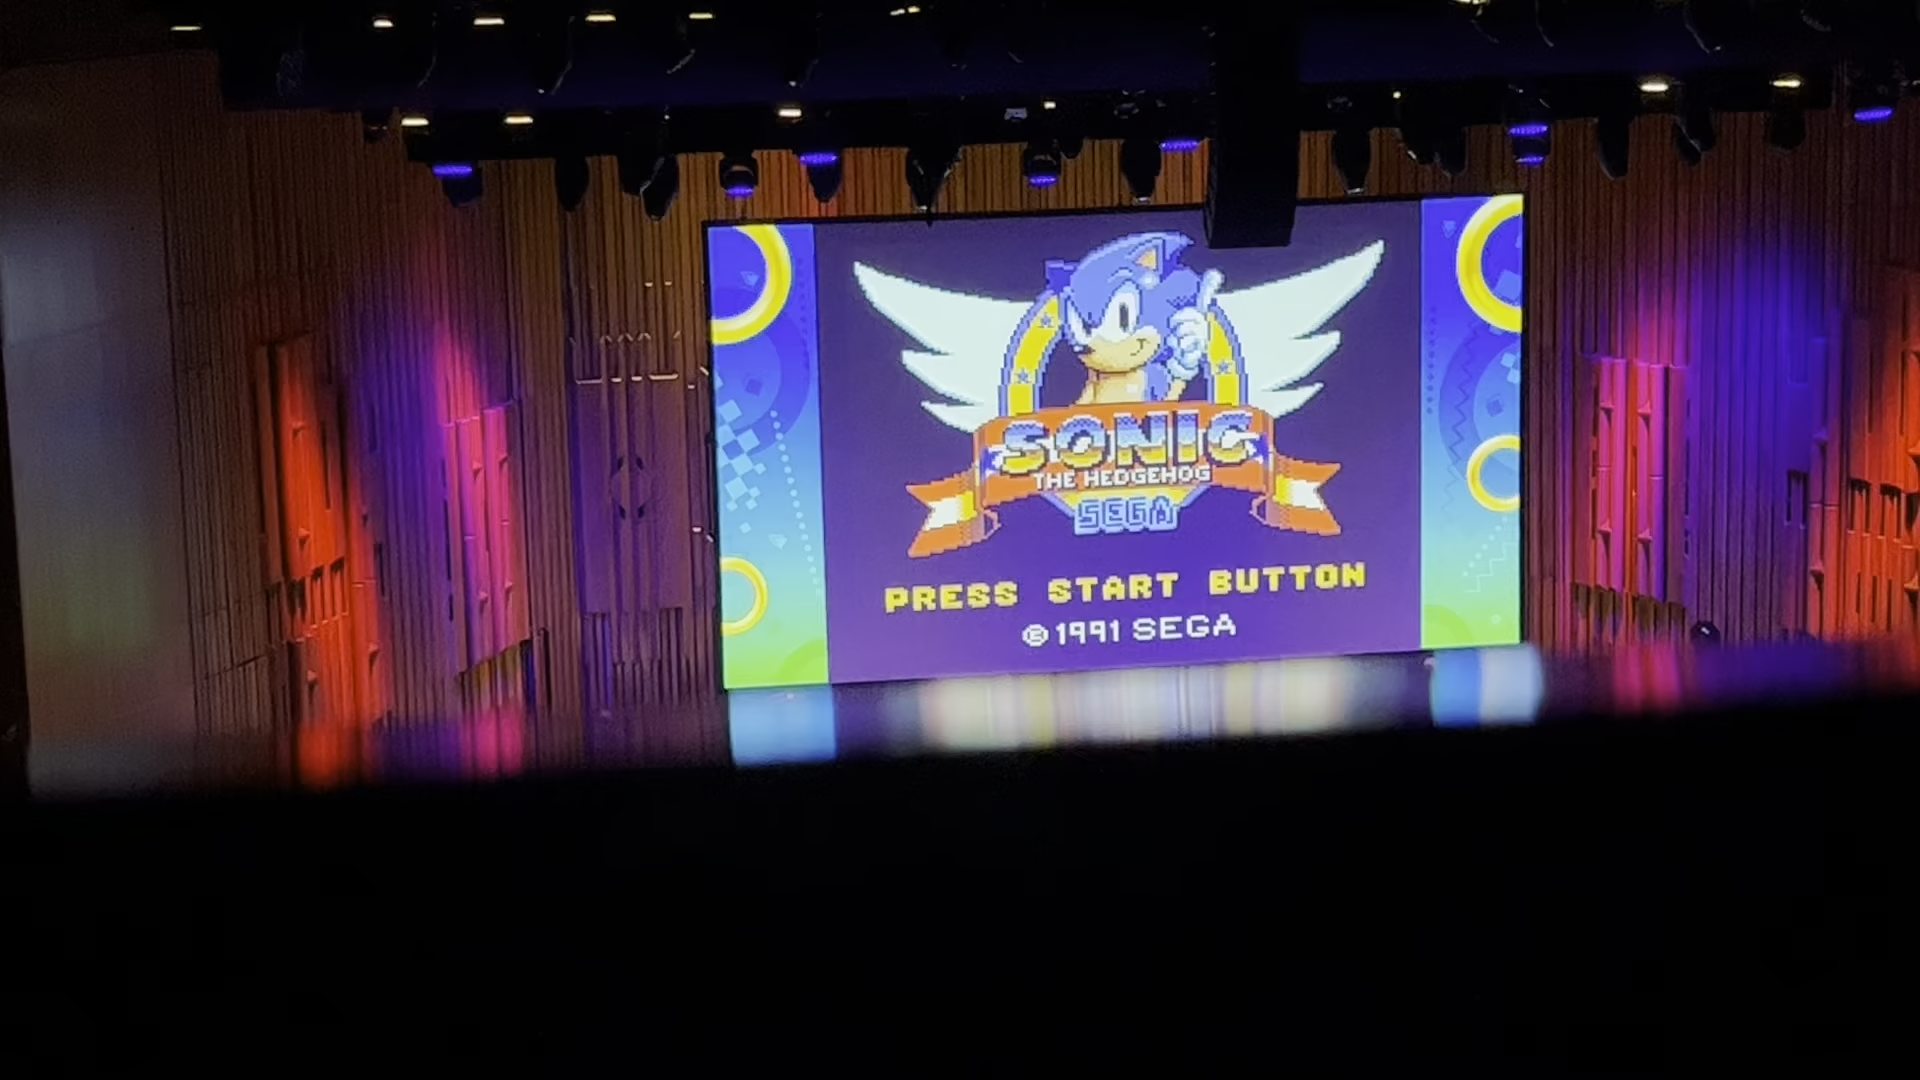 SONIC
THE HEDGEHOG
SEGA
PRESS START BUTTON
© 1991 SEGA